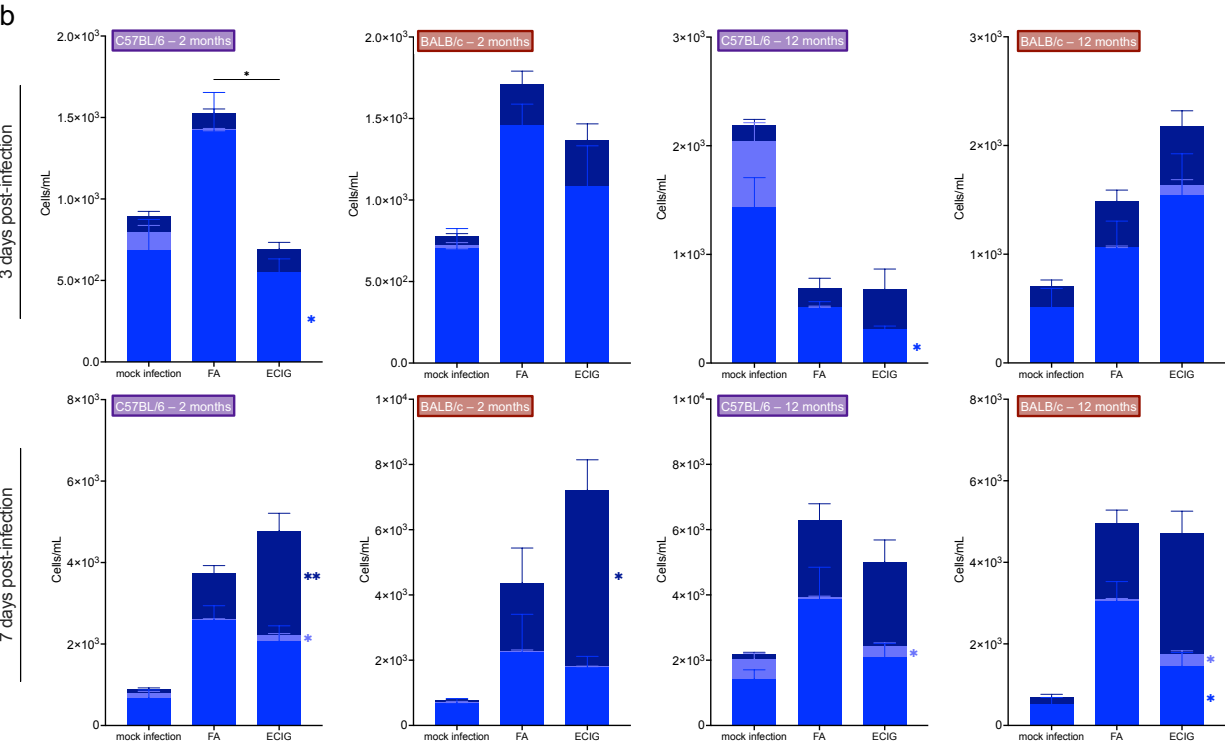 b
3 days post-infection
C57BL/6 – 2 months
Cells/mL
2.0×10³
1.5×10³
1.0×10³
5.0×10²
0.0
*
*
mock infection FA ECIG
BALB/c – 2 months
Cells/mL
2.0×10³
1.5×10³
1.0×10³
5.0×10²
0.0
mock infection FA ECIG
C57BL/6 – 12 months
Cells/mL
3×10³
2×10³
1×10³
0
*
mock infection FA ECIG
BALB/c – 12 months
Cells/mL
3×10³
2×10³
1×10³
0
mock infection FA ECIG
7 days post-infection
C57BL/6 – 2 months
Cells/mL
8×10³
6×10³
4×10³
2×10³
0
**
*
mock infection FA ECIG
BALB/c – 2 months
Cells/mL
1×10⁴
8×10³
6×10³
4×10³
2×10³
0
*
mock infection FA ECIG
C57BL/6 – 12 months
Cells/mL
1×10⁴
8×10³
6×10³
4×10³
2×10³
0
*
mock infection FA ECIG
BALB/c – 12 months
Cells/mL
8×10³
6×10³
4×10³
2×10³
0
*
*
mock infection FA ECIG